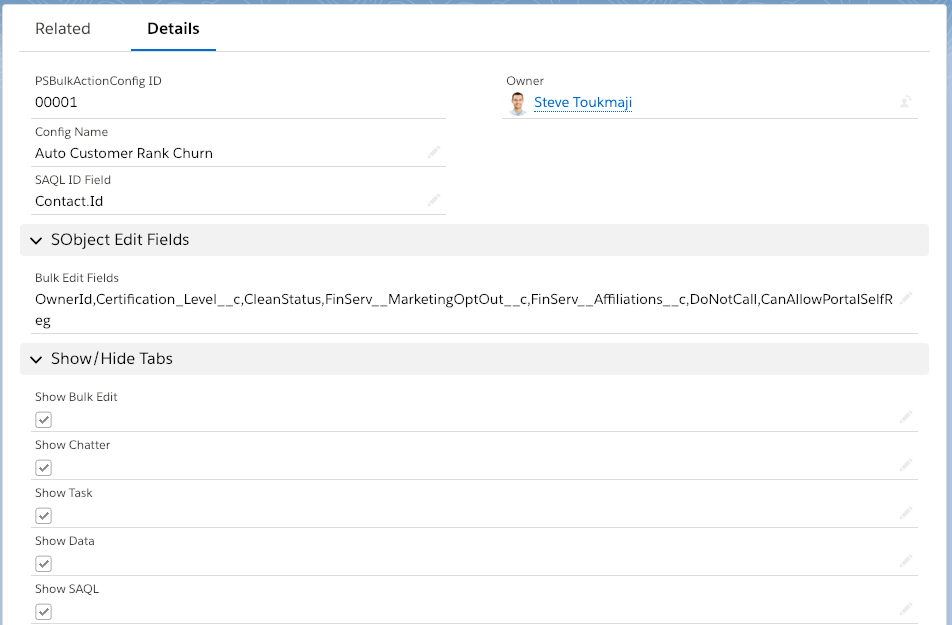 Related
Details
PSBulkActionConfig ID
00001
Owner
Steve Toukmaji
Config Name
Auto Customer Rank Churn
SAQL ID Field
Contact.Id
SObject Edit Fields
Bulk Edit Fields
OwnerId,Certification_Level__c,CleanStatus,FinServ__MarketingOptOut__c,FinServ__Affiliations__c,DoNotCall,CanAllowPortalSelfR
eg
Show/Hide Tabs
Show Bulk Edit
Show Chatter
Show Task
Show Data
Show SAQL